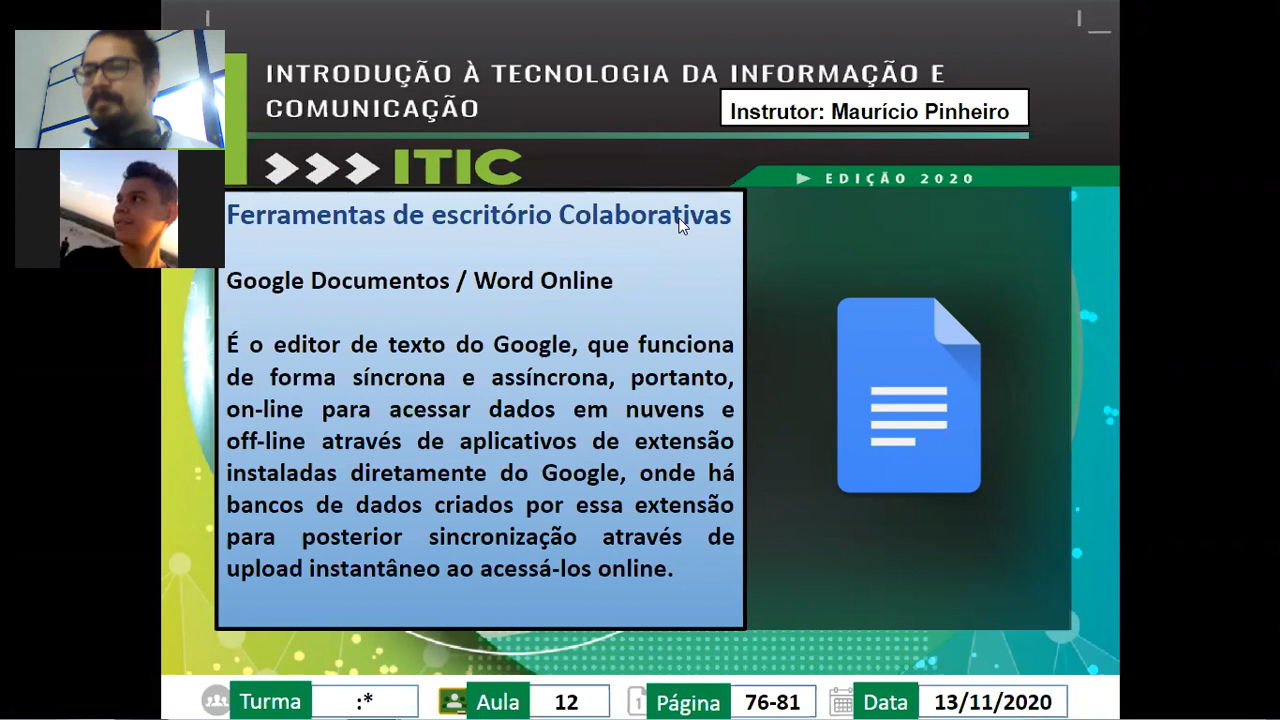 INTRODUÇÃO À TECNOLOGIA DA INFORMAÇÃO E
COMUNICAÇÃO
Instrutor: Maurício Pinheiro
ITIC
EDIÇÃO 2020
Ferramentas de escritório Colaborativas
Google Documentos / Word Online
É o editor de texto do Google, que funciona
de forma síncrona e assíncrona, portanto,
on-line para acessar dados em nuvens e
off-line através de aplicativos de extensão
instaladas diretamente do Google, onde há
bancos de dados criados por essa extensão
para posterior sincronização através de
upload instantâneo ao acessá-los online.
Turma :* Aula 12 Página 76-81 Data 13/11/2020